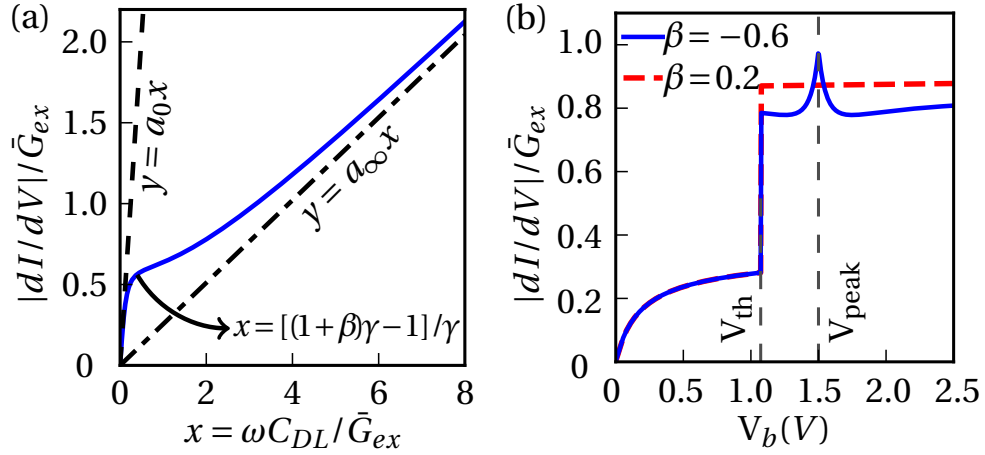 (a)
2.0
1.5
1.0
0.5
0
|dI/dV|/Ḡ_ex
y = a₀x
y = a_∞x
x = [(1+β)γ−1]/γ
0 2 4 6 8
x = ωC_DL/Ḡ_ex
(b)
1.0
0.8
0.6
0.4
0.2
0
|dI/dV|/Ḡ_ex
β = −0.6
β = 0.2
V_th
V_peak
0 0.5 1.0 1.5 2.0 2.5
V_b(V)